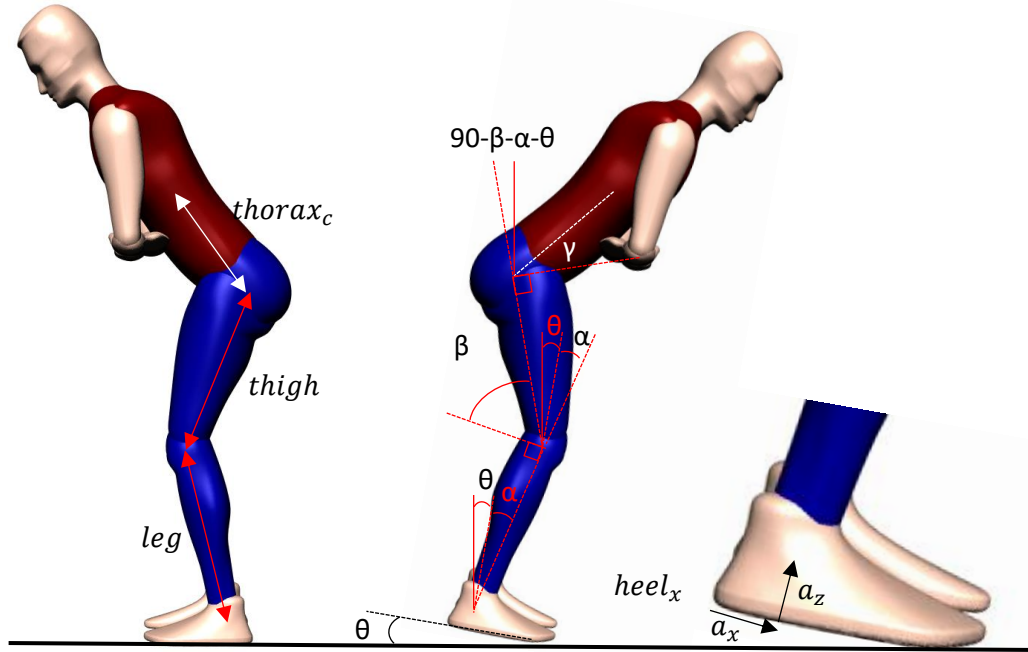 thorax_c
thigh
leg
90-β-α-θ
γ
β
θ
α
θ
α
θ
heel_x
a_z
a_x